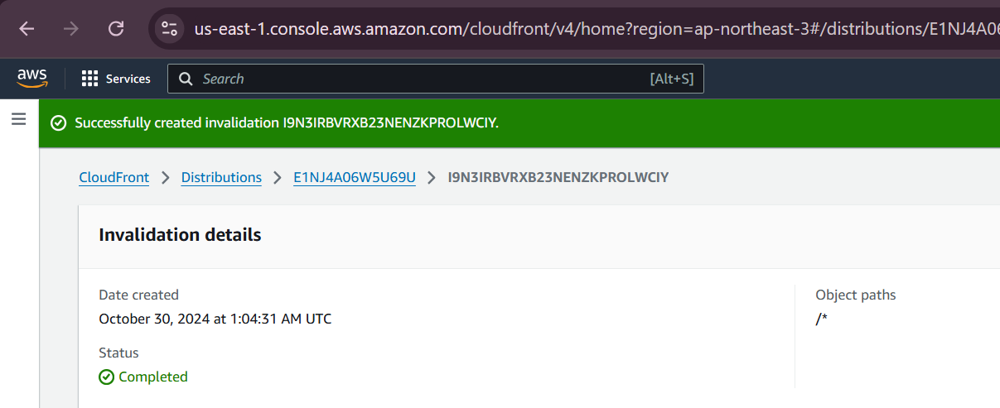 us-east-1.console.aws.amazon.com/cloudfront/v4/home?region=ap-northeast-3#/distributions/E1NJ4A06
aws Services Search [Alt+S]
Successfully created invalidation I9N3IRBVRXB23NENZKPROLWCIY.
CloudFront > Distributions > E1NJ4A06W5U69U > I9N3IRBVRXB23NENZKPROLWCIY
Invalidation details
Date created
October 30, 2024 at 1:04:31 AM UTC
Status
Completed
Object paths
/*